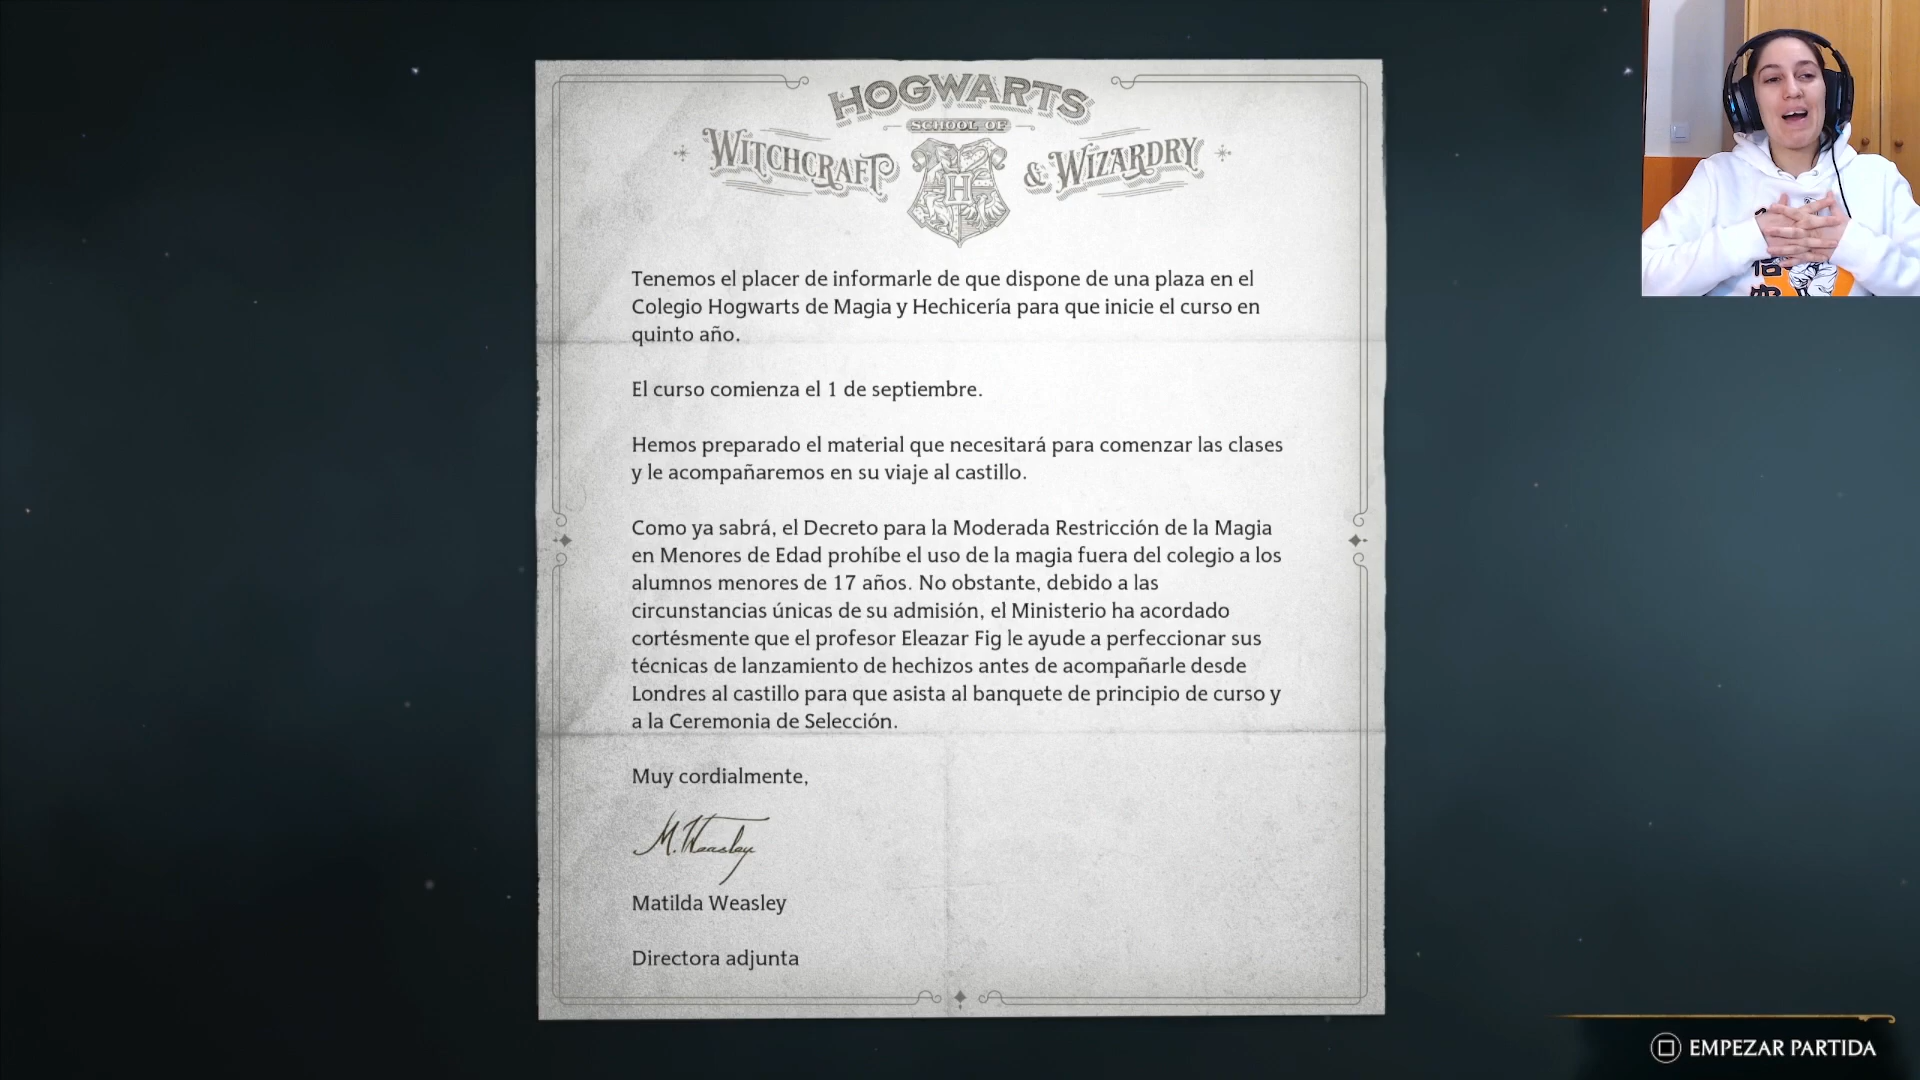 HOGWARTS
SCHOOL OF
WITCHCRAFT & WIZARDRY
H
Tenemos el placer de informarle de que dispone de una plaza en el
Colegio Hogwarts de Magia y Hechicería para que inicie el curso en
quinto año.
El curso comienza el 1 de septiembre.
Hemos preparado el material que necesitará para comenzar las clases
y le acompañaremos en su viaje al castillo.
Como ya sabrá, el Decreto para la Moderada Restricción de la Magia
en Menores de Edad prohíbe el uso de la magia fuera del colegio a los
alumnos menores de 17 años. No obstante, debido a las
circunstancias únicas de su admisión, el Ministerio ha acordado
cortésmente que el profesor Eleazar Fig le ayude a perfeccionar sus
técnicas de lanzamiento de hechizos antes de acompañarle desde
Londres al castillo para que asista al banquete de principio de curso y
a la Ceremonia de Selección.
Muy cordialmente,
M. Weasley
Matilda Weasley
Directora adjunta
EMPEZAR PARTIDA